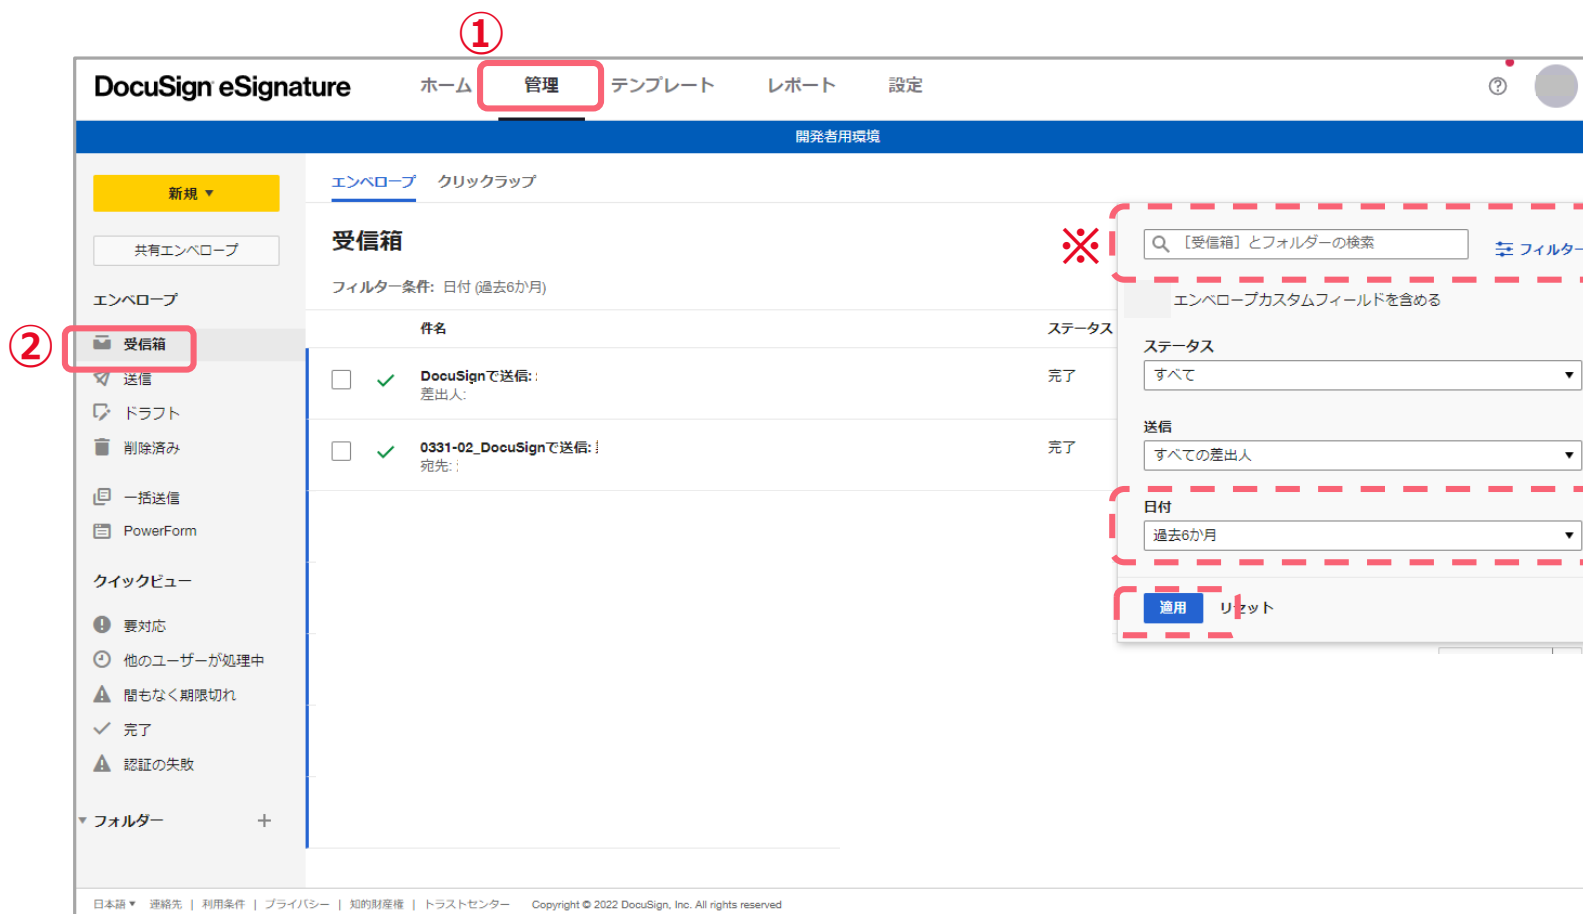 ①
DocuSign eSignature ホーム 管理 テンプレート レポート 設定
開発者用環境
新規
エンベロープ クリックラップ
共有エンベロープ
受信箱
※
［受信箱］とフォルダーの検索
フィルター
フィルター条件: 日付 (過去6か月)
エンベロープ
エンベロープカスタムフィールドを含める
件名 ステータス
②
受信箱
ステータス
すべて
DocuSignで送信:
差出人:
完了
送信
ドラフト
削除済み
送信
すべての差出人
0331-02_DocuSignで送信:
宛先:
完了
一括送信
PowerForm
日付
過去6か月
クイックビュー
適用 リセット
要対応
他のユーザーが処理中
間もなく期限切れ
完了
認証の失敗
フォルダー +
日本語▼ 連絡先 | 利用条件 | プライバシー | 知的財産権 | トラストセンター Copyright © 2022 DocuSign, Inc. All rights reserved